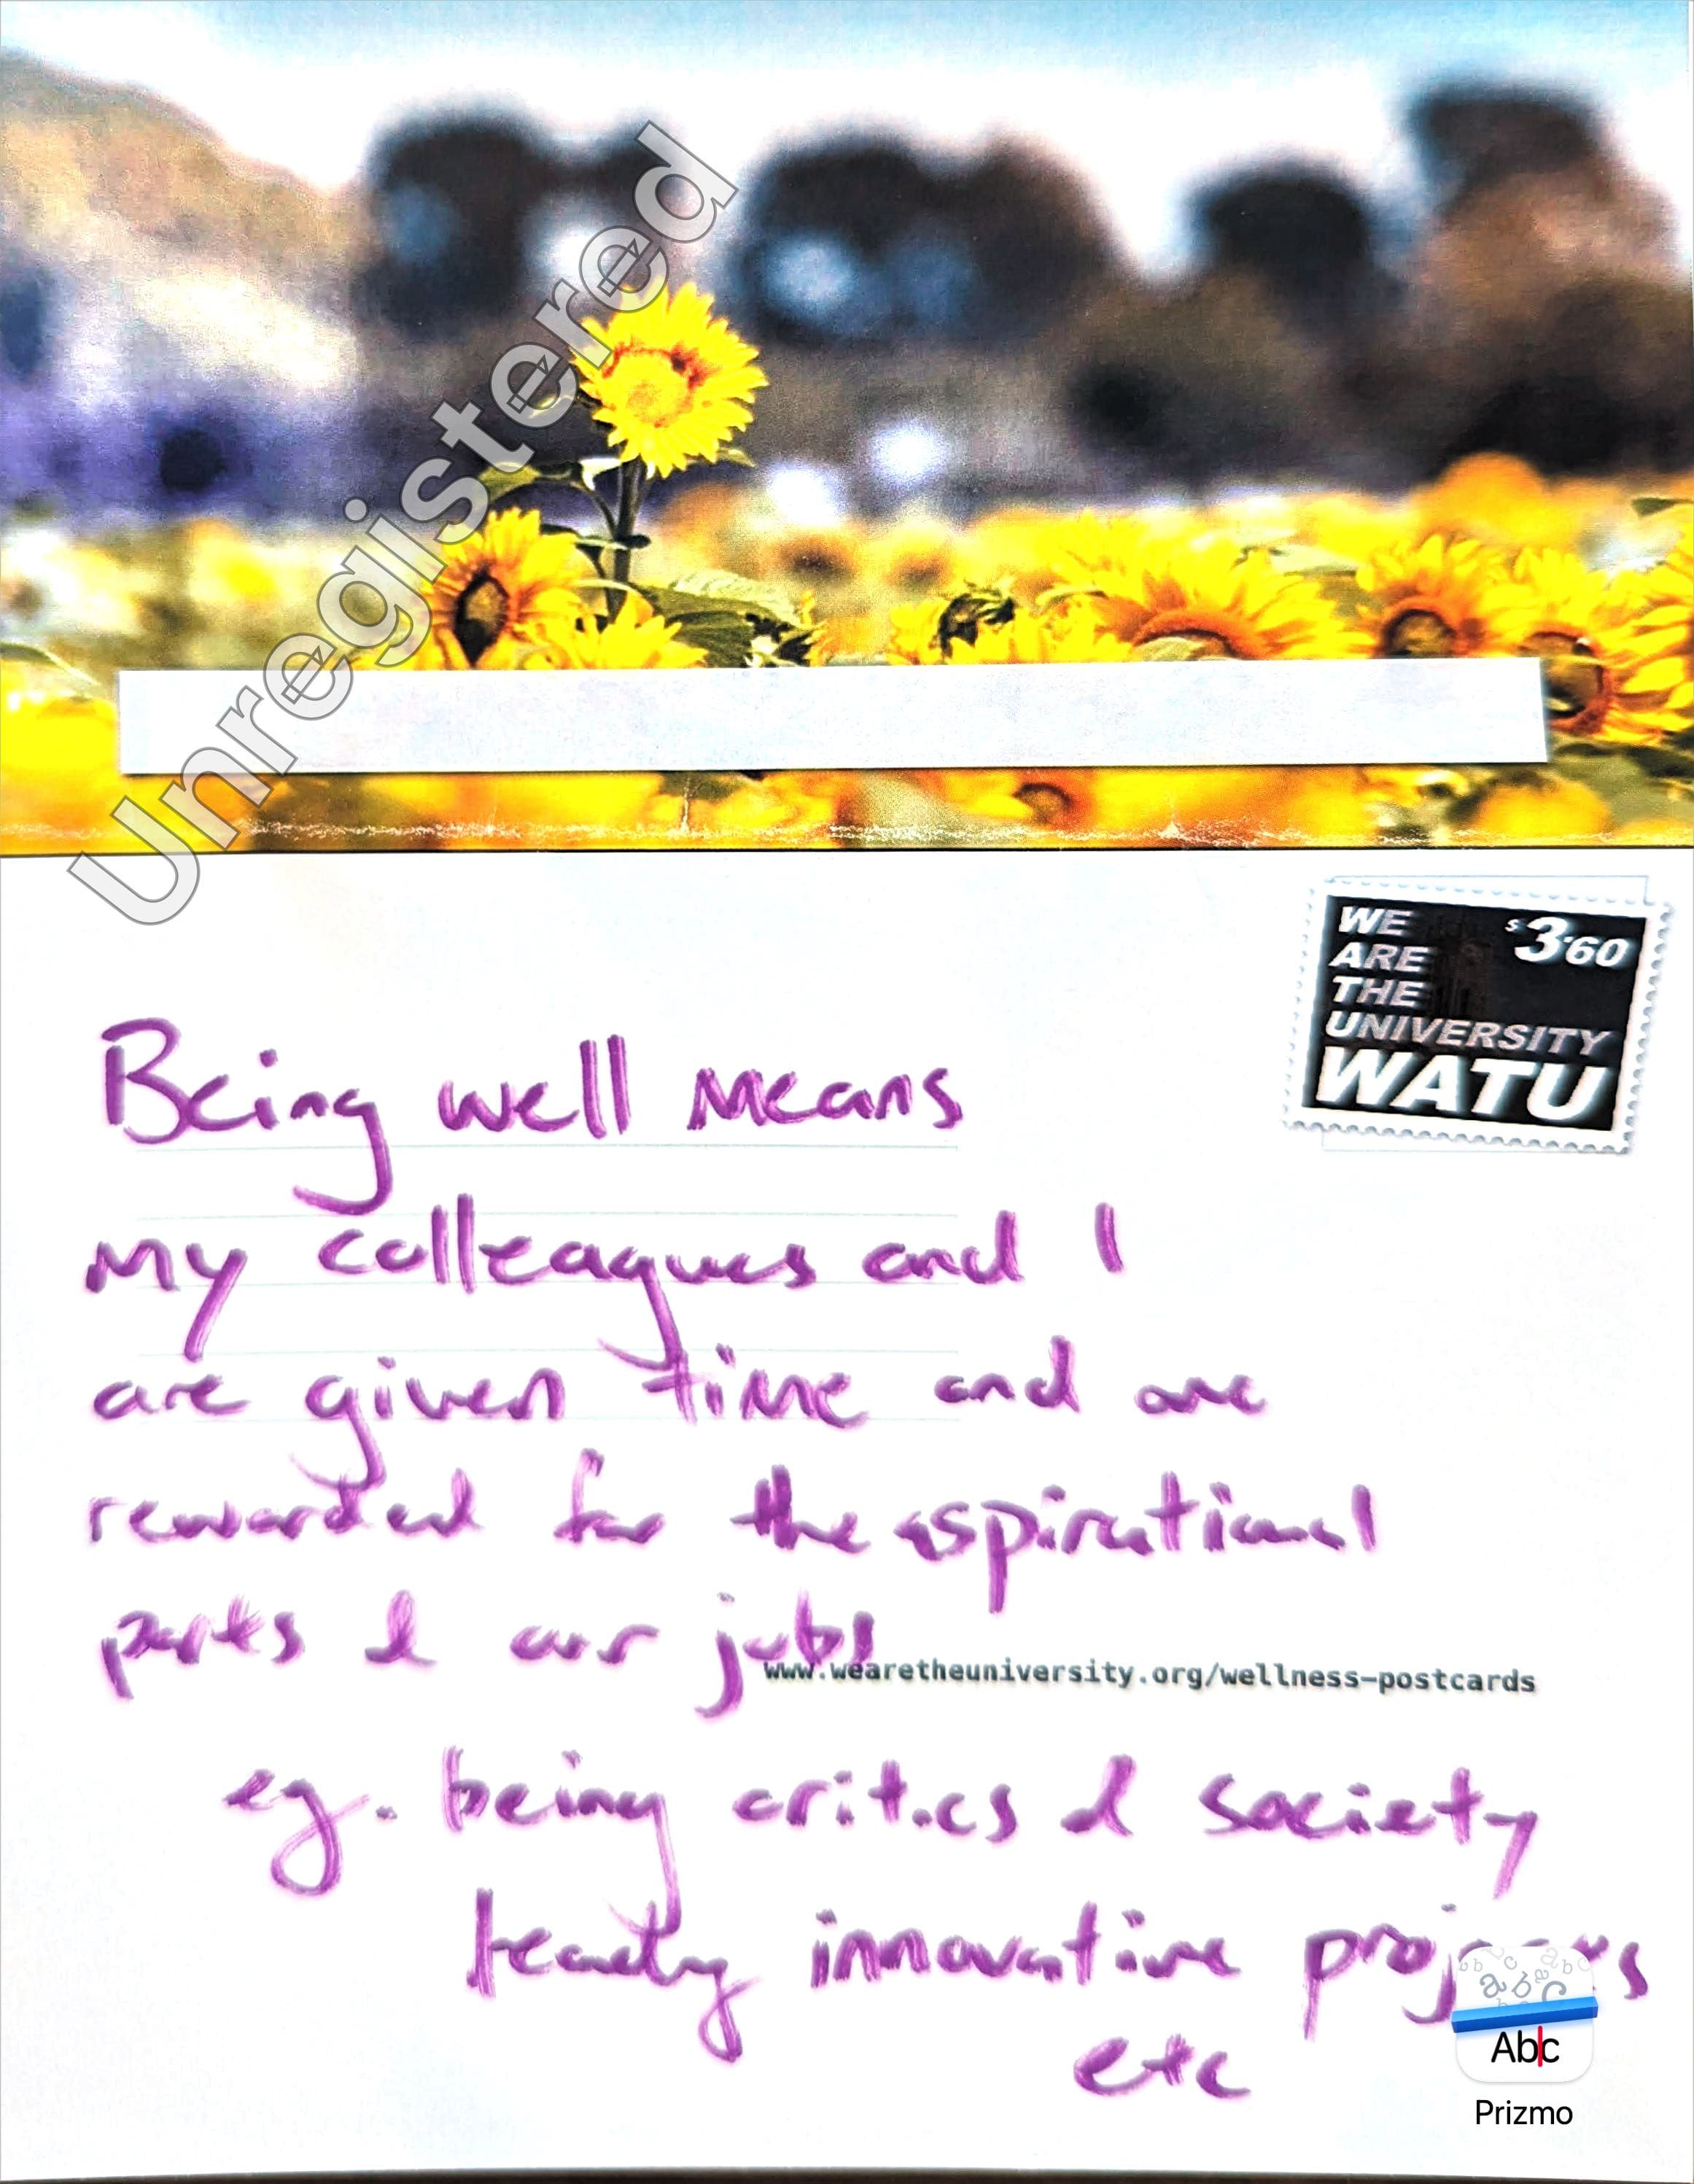 Unregistered
WE
ARE
THE
UNIVERSITY
WATU
$3.60
Being well means
my colleagues and I
are given time and are
rewarded for the aspirational
parts of our jobs
www.wearetheuniversity.org/wellness-postcards
eg. being critics of society
innovative
etc
Abc
Prizmo